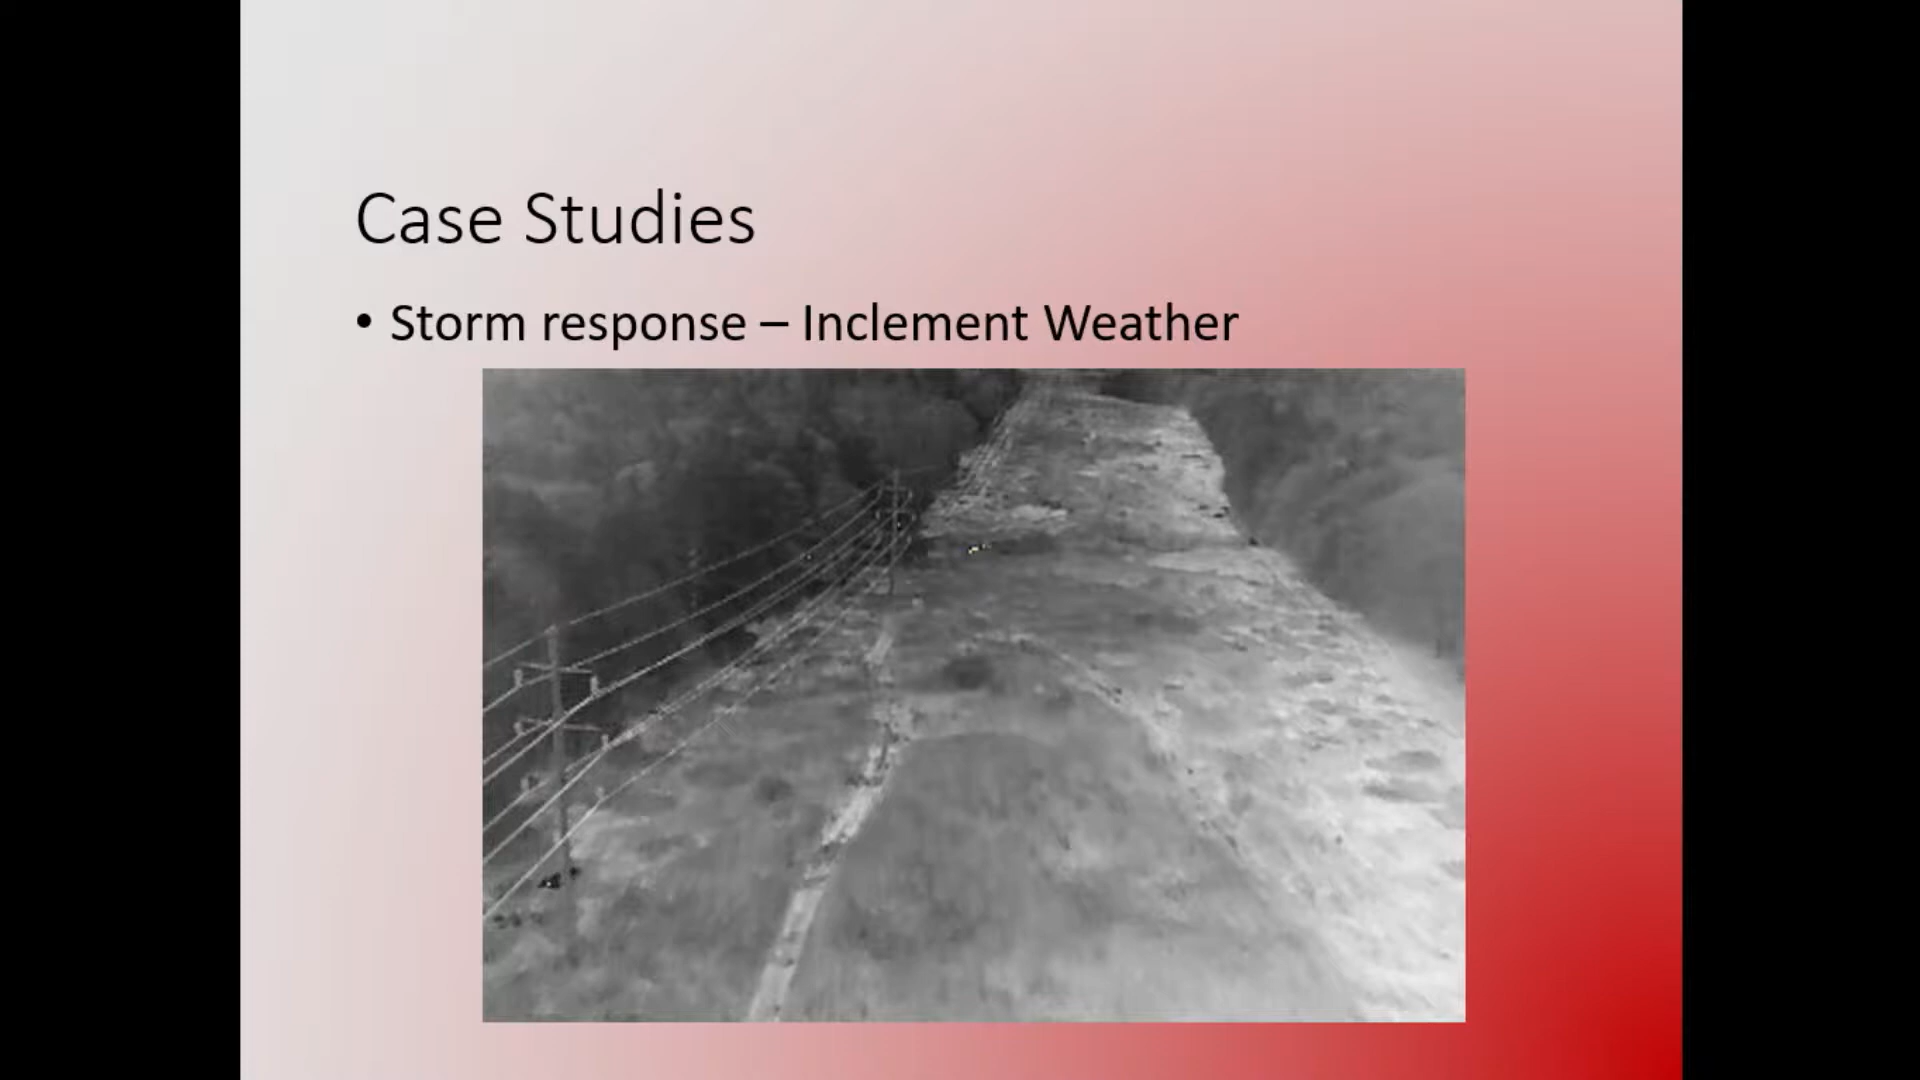 Case Studies
• Storm response – Inclement Weather